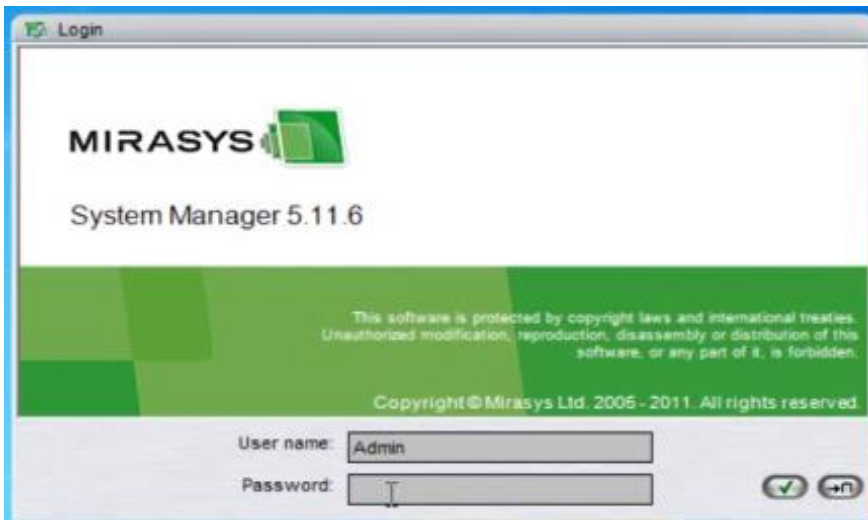 Login
MIRASYS
System Manager 5.11.6
This software is protected by copyright laws and international treaties.
Unauthorized modification, reproduction, disassembly or distribution of this
software, or any part of it, is forbidden.
Copyright © Mirasys Ltd. 2005 - 2011. All rights reserved.
User name: Admin
Password: